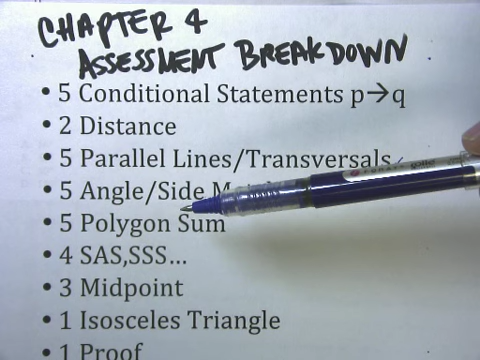 CHAPTER 4
ASSESSMENT BREAKDOWN
• 5 Conditional Statements p→q
• 2 Distance
• 5 Parallel Lines/Transversals
• 5 Angle/Side
• 5 Polygon Sum
• 4 SAS,SSS...
• 3 Midpoint
• 1 Isosceles Triangle
• 1 Proof